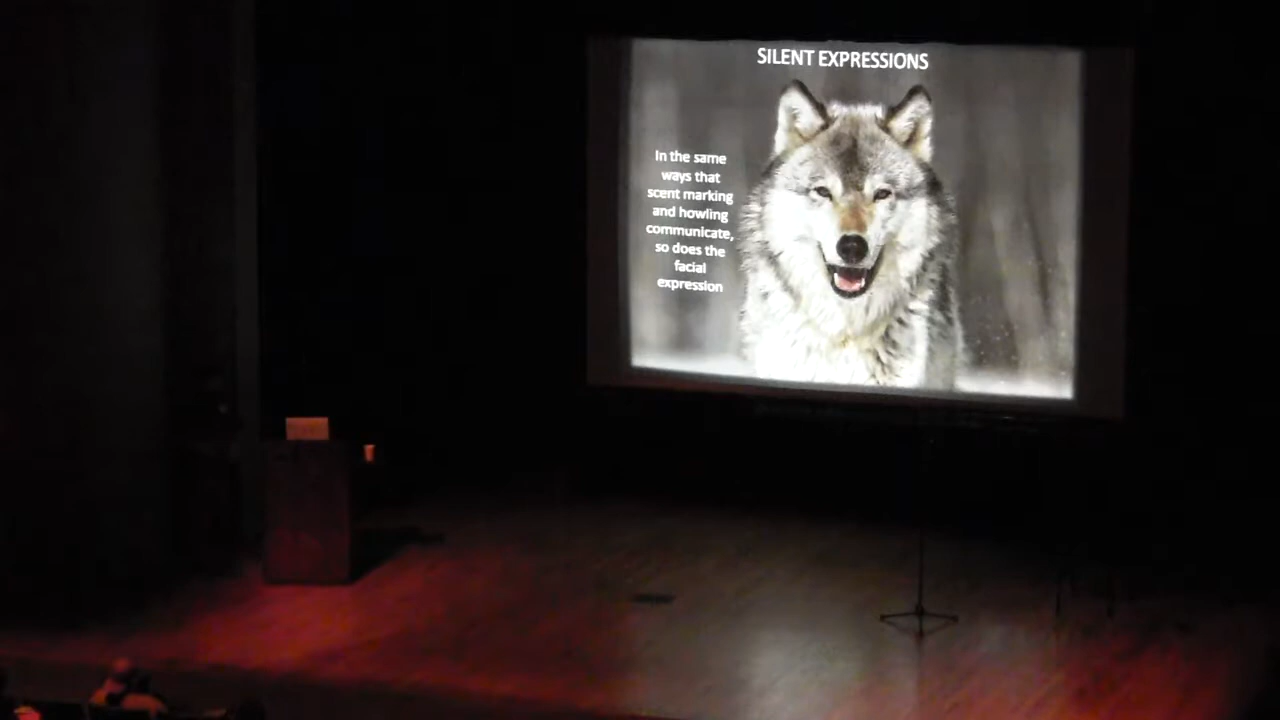 SILENT EXPRESSIONS
In the same
ways that
scent marking
and howling
communicate,
so does the
facial
expression